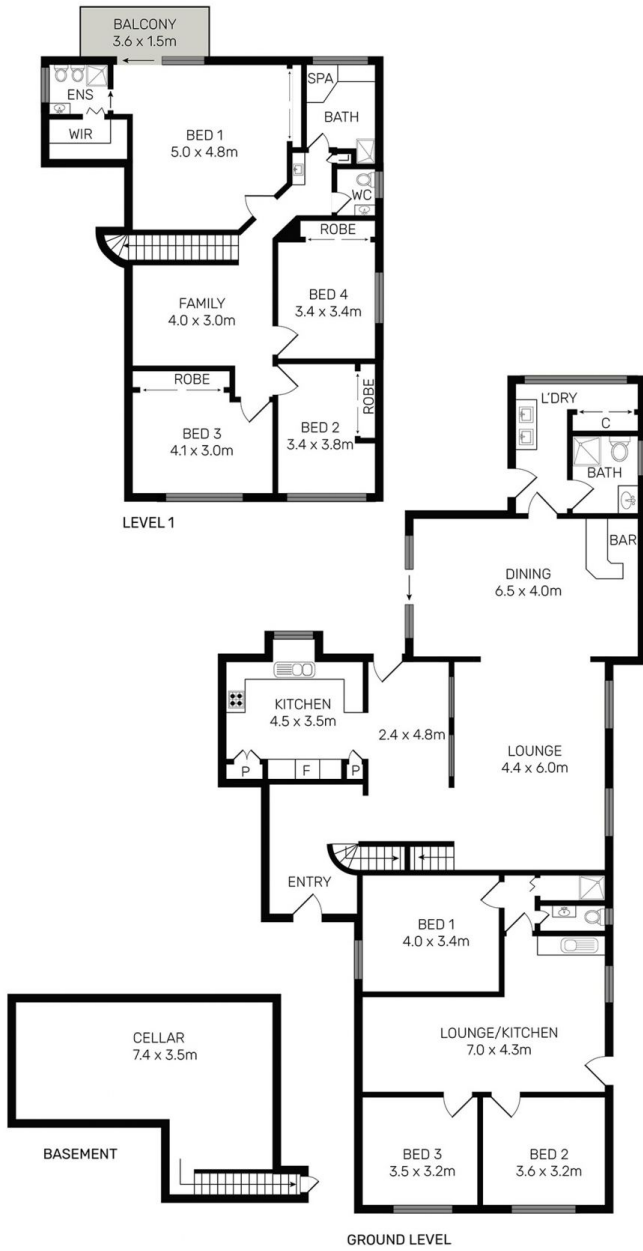 BALCONY
3.6 x 1.5m
ENS
WIR
BED 1
5.0 x 4.8m
SPA
BATH
WC
ROBE
FAMILY
4.0 x 3.0m
BED 4
3.4 x 3.4m
ROBE
BED 3
4.1 x 3.0m
BED 2
3.4 x 3.8m
ROBE
LEVEL 1
L'DRY
C
BATH
BAR
DINING
6.5 x 4.0m
KITCHEN
4.5 x 3.5m
2.4 x 4.8m
LOUNGE
4.4 x 6.0m
P
F
P
ENTRY
BED 1
4.0 x 3.4m
LOUNGE/KITCHEN
7.0 x 4.3m
BED 3
3.5 x 3.2m
BED 2
3.6 x 3.2m
GROUND LEVEL
CELLAR
7.4 x 3.5m
BASEMENT